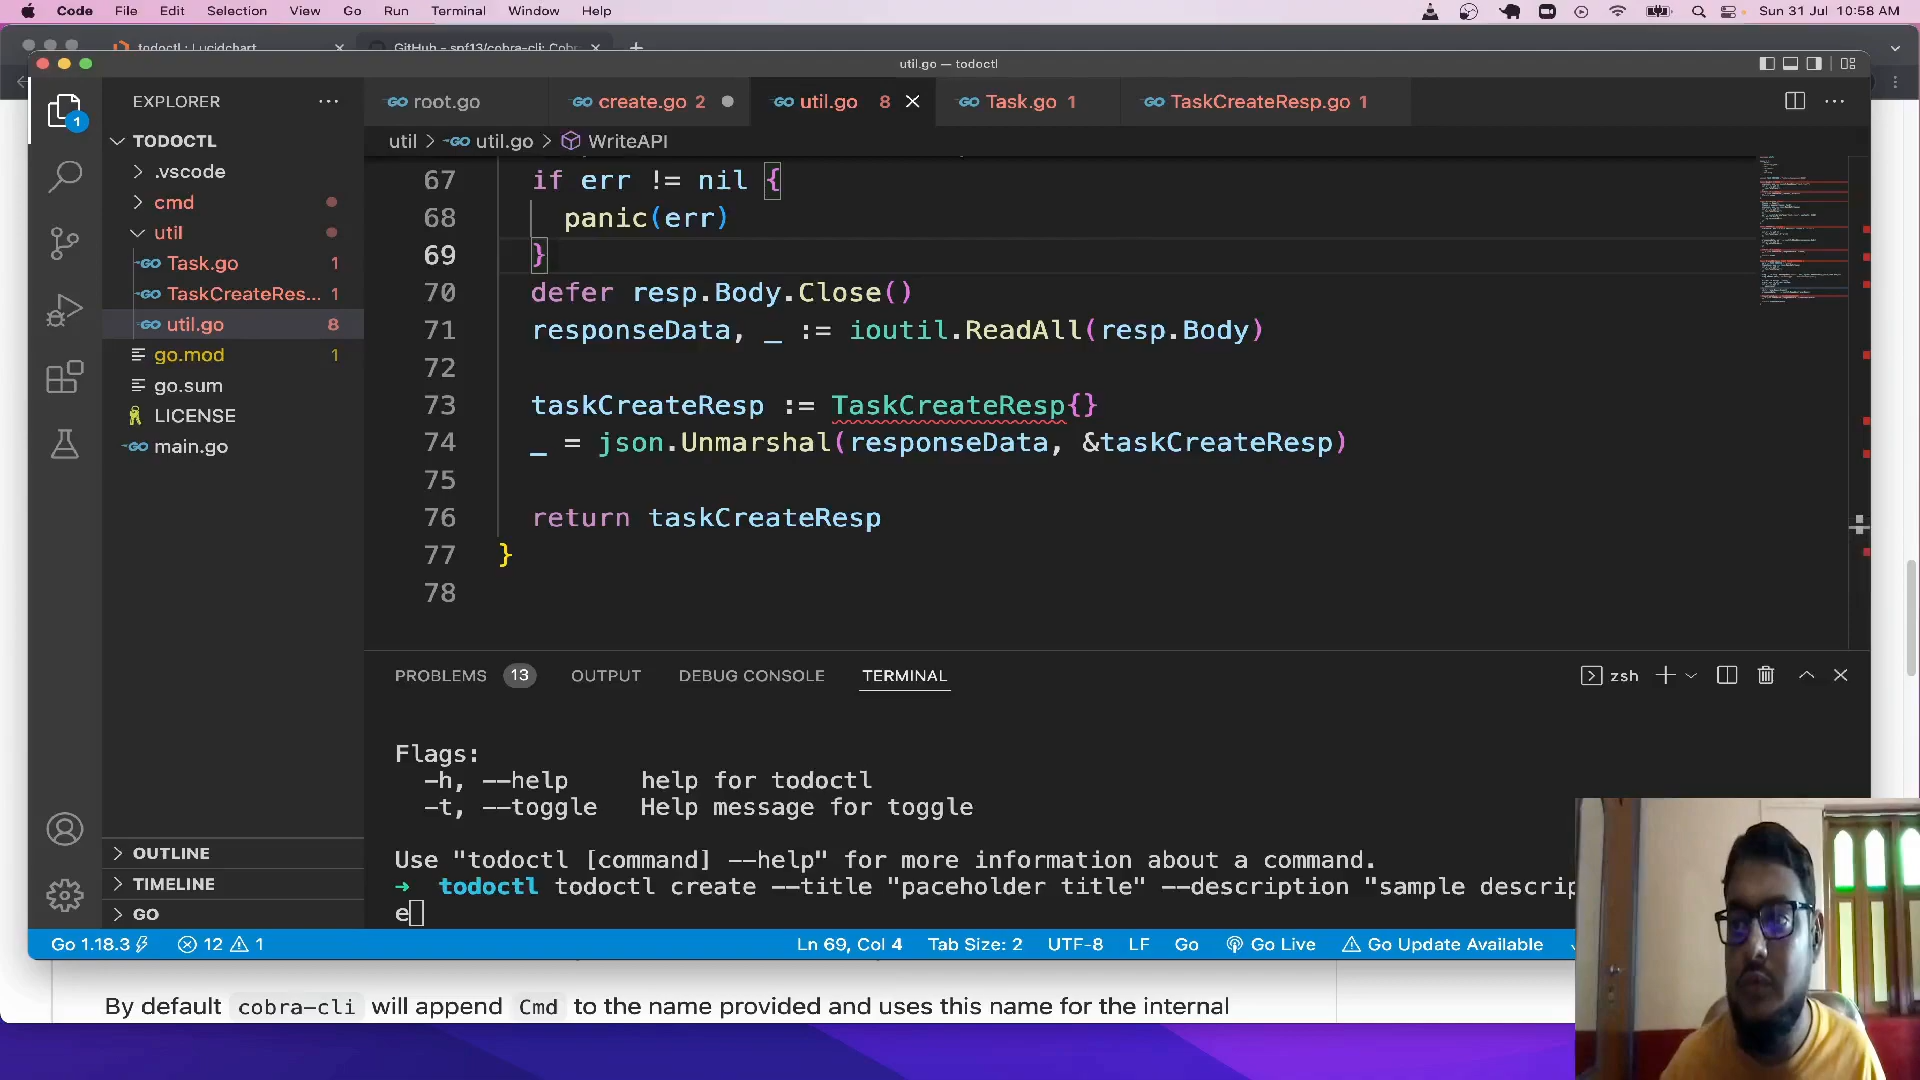 Code File Edit Selection View Go Run Terminal Window Help
Sun 31 Jul 10:58 AM
todoctl : Lucidchart
GitHub - spf13/cobra-cli: Cobr
util.go — todoctl
EXPLORER
root.go
create.go 2
util.go 8
Task.go 1
TaskCreateResp.go 1
util > util.go > WriteAPI
1
TODOCTL
.vscode
cmd
util
Task.go 1
TaskCreateRes... 1
util.go 8
go.mod 1
go.sum
LICENSE
main.go
67 if err != nil {
68 panic(err)
69 }
70 defer resp.Body.Close()
71 responseData, _ := ioutil.ReadAll(resp.Body)
72
73 taskCreateResp := TaskCreateResp{}
74 _ = json.Unmarshal(responseData, &taskCreateResp)
75
76 return taskCreateResp
77 }
78
PROBLEMS 13 OUTPUT DEBUG CONSOLE TERMINAL
zsh
Flags:
-h, --help help for todoctl
-t, --toggle Help message for toggle
Use "todoctl [command] --help" for more information about a command.
→ todoctl todoctl create --title "paceholder title" --description "sample descrip
e
OUTLINE
TIMELINE
GO
Go 1.18.3 12 1
Ln 69, Col 4 Tab Size: 2 UTF-8 LF Go Go Live Go Update Available
By default cobra-cli will append Cmd to the name provided and uses this name for the internal